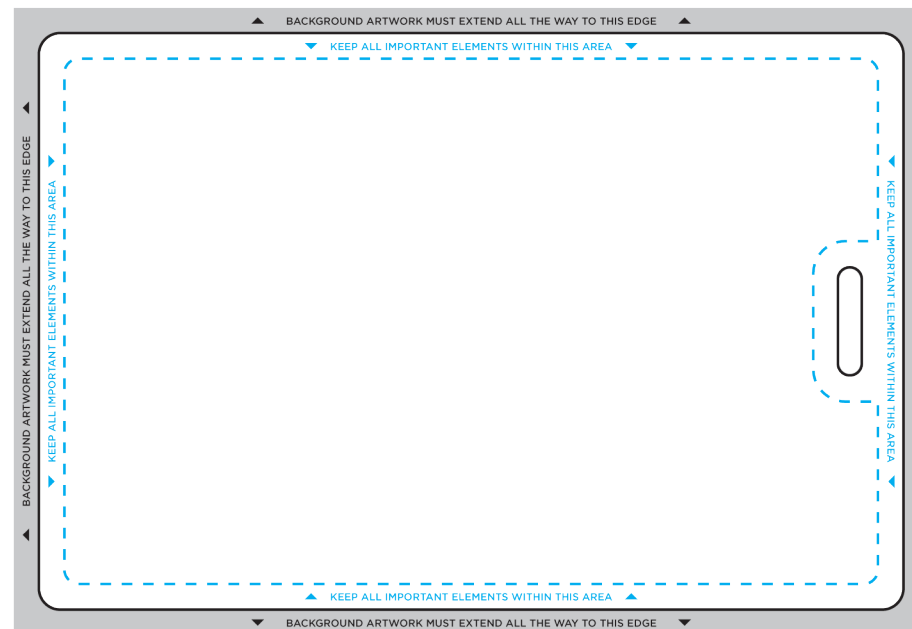 BACKGROUND ARTWORK MUST EXTEND ALL THE WAY TO THIS EDGE
KEEP ALL IMPORTANT ELEMENTS WITHIN THIS AREA
BACKGROUND ARTWORK MUST EXTEND ALL THE WAY TO THIS EDGE
KEEP ALL IMPORTANT ELEMENTS WITHIN THIS AREA
KEEP ALL IMPORTANT ELEMENTS WITHIN THIS AREA
KEEP ALL IMPORTANT ELEMENTS WITHIN THIS AREA
BACKGROUND ARTWORK MUST EXTEND ALL THE WAY TO THIS EDGE